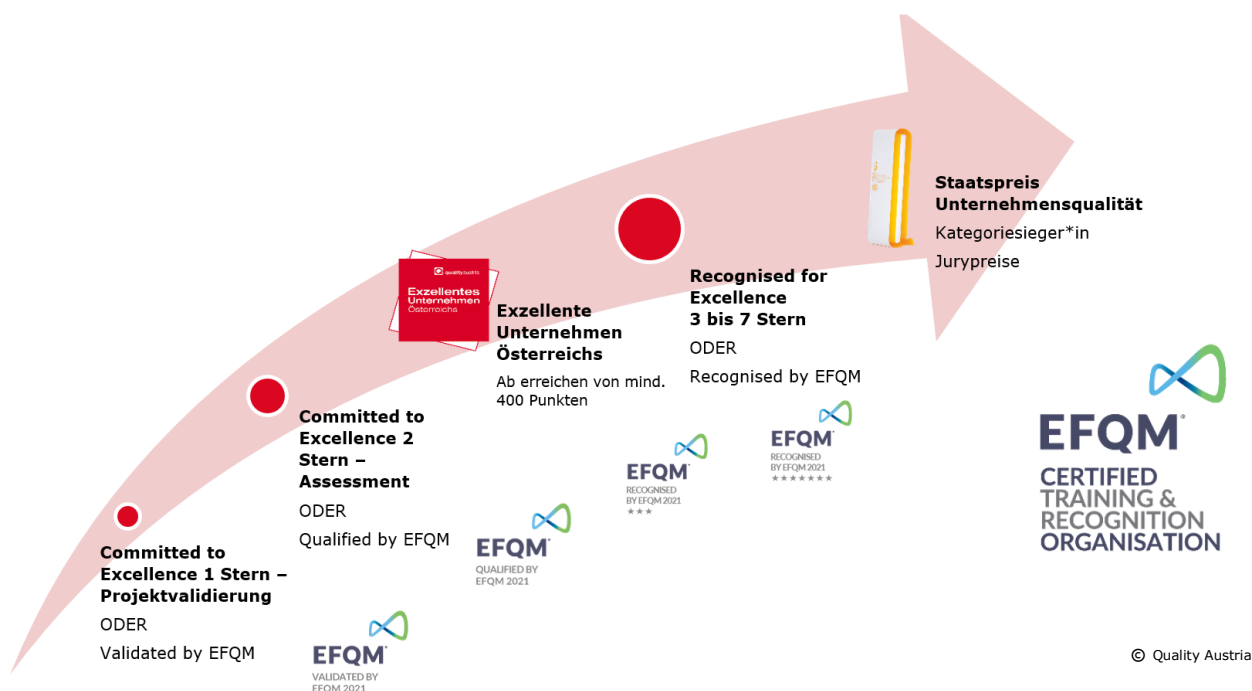 Committed to
Excellence 1 Stern –
Projektvalidierung
ODER
Validated by EFQM
EFQM
VALIDATED BY
EFQM 2021
Committed to
Excellence 2
Stern –
Assessment
ODER
Qualified by EFQM
EFQM
QUALIFIED BY
EFQM 2021
qualityaustria
Exzellentes
Unternehmen
Österreichs
Exzellente
Unternehmen
Österreichs
Ab erreichen von mind.
400 Punkten
EFQM
RECOGNISED
BY EFQM 2021
★★★
Recognised for
Excellence
3 bis 7 Stern
ODER
Recognised by EFQM
EFQM
RECOGNISED
BY EFQM 2021
★★★★★★★
Staatspreis
Unternehmensqualität
Kategoriesieger*in
Jurypreise
EFQM®
CERTIFIED
TRAINING &
RECOGNITION
ORGANISATION
© Quality Austria